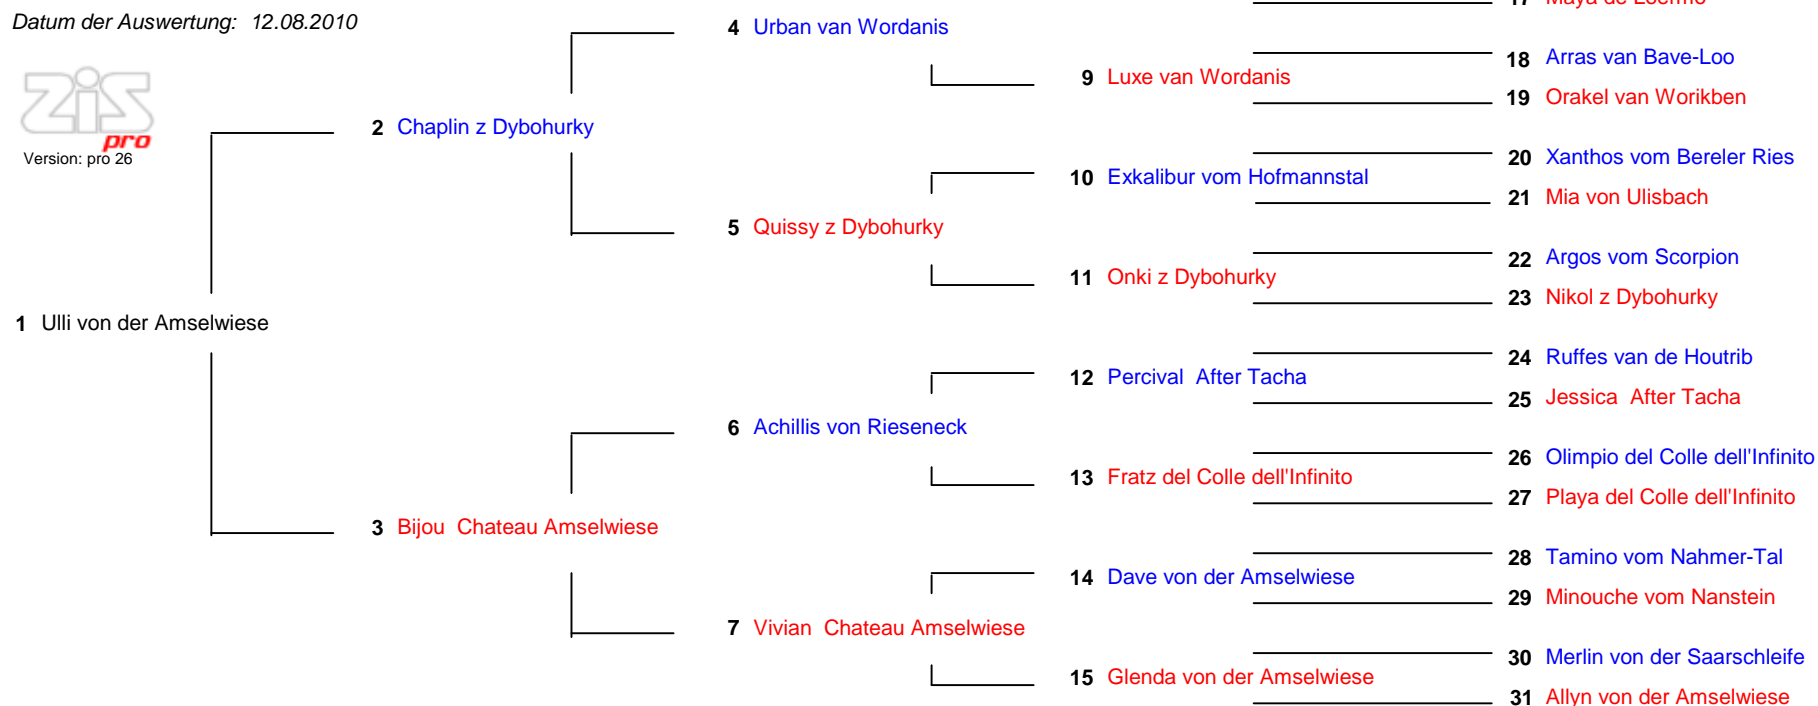 Datum der Auswertung: 12.08.2010
ZiS
pro
Version: pro 26
1 Ulli von der Amselwiese
2 Chaplin z Dybohurky
3 Bijou Chateau Amselwiese
4 Urban van Wordanis
5 Quissy z Dybohurky
6 Achillis von Rieseneck
7 Vivian Chateau Amselwiese
9 Luxe van Wordanis
10 Exkalibur vom Hofmannstal
11 Onki z Dybohurky
12 Percival After Tacha
13 Fratz del Colle dell'Infinito
14 Dave von der Amselwiese
15 Glenda von der Amselwiese
17 Maya de Loermo
18 Arras van Bave-Loo
19 Orakel van Worikben
20 Xanthos vom Bereler Ries
21 Mia von Ulisbach
22 Argos vom Scorpion
23 Nikol z Dybohurky
24 Ruffes van de Houtrib
25 Jessica After Tacha
26 Olimpio del Colle dell'Infinito
27 Playa del Colle dell'Infinito
28 Tamino vom Nahmer-Tal
29 Minouche vom Nanstein
30 Merlin von der Saarschleife
31 Allyn von der Amselwiese